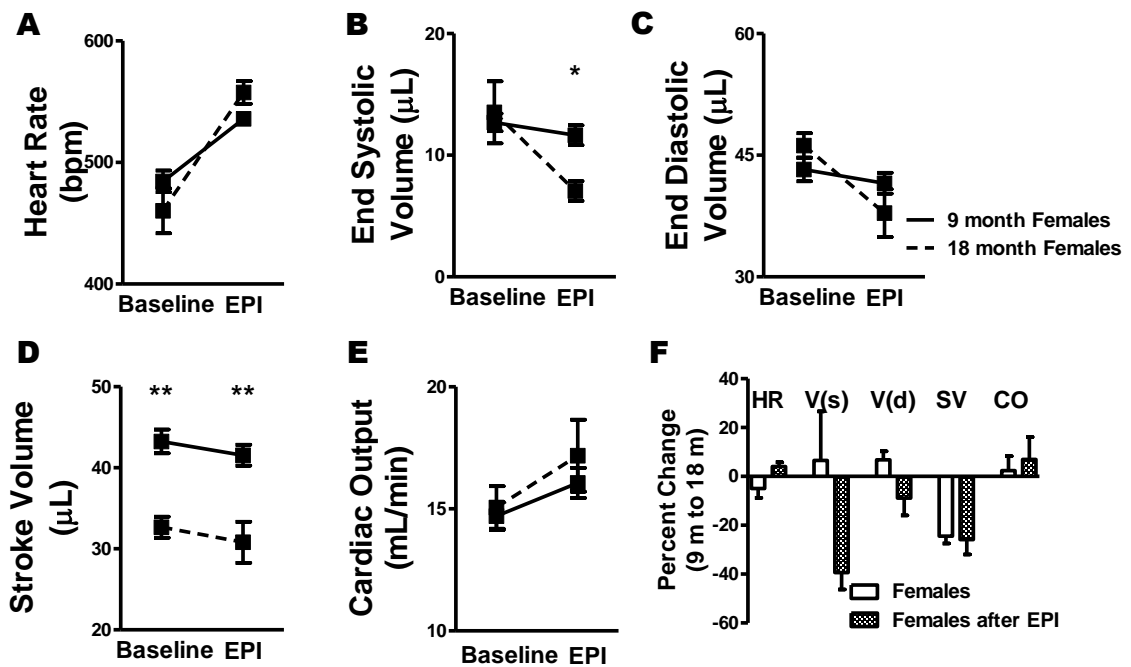 A
Heart Rate
(bpm)
600
500
400
Baseline EPI
B
End Systolic
Volume (μL)
20
10
0
*
Baseline EPI
C
End Diastolic
Volume (μL)
60
45
30
Baseline EPI
9 month Females
18 month Females
D
Stroke Volume
(μL)
50
40
30
20
** **
Baseline EPI
E
Cardiac Output
(mL/min)
20
15
10
Baseline EPI
F
Percent Change
(9 m to 18 m)
40
20
0
-20
-40
-60
HR V(s) V(d) SV CO
Females
Females after EPI